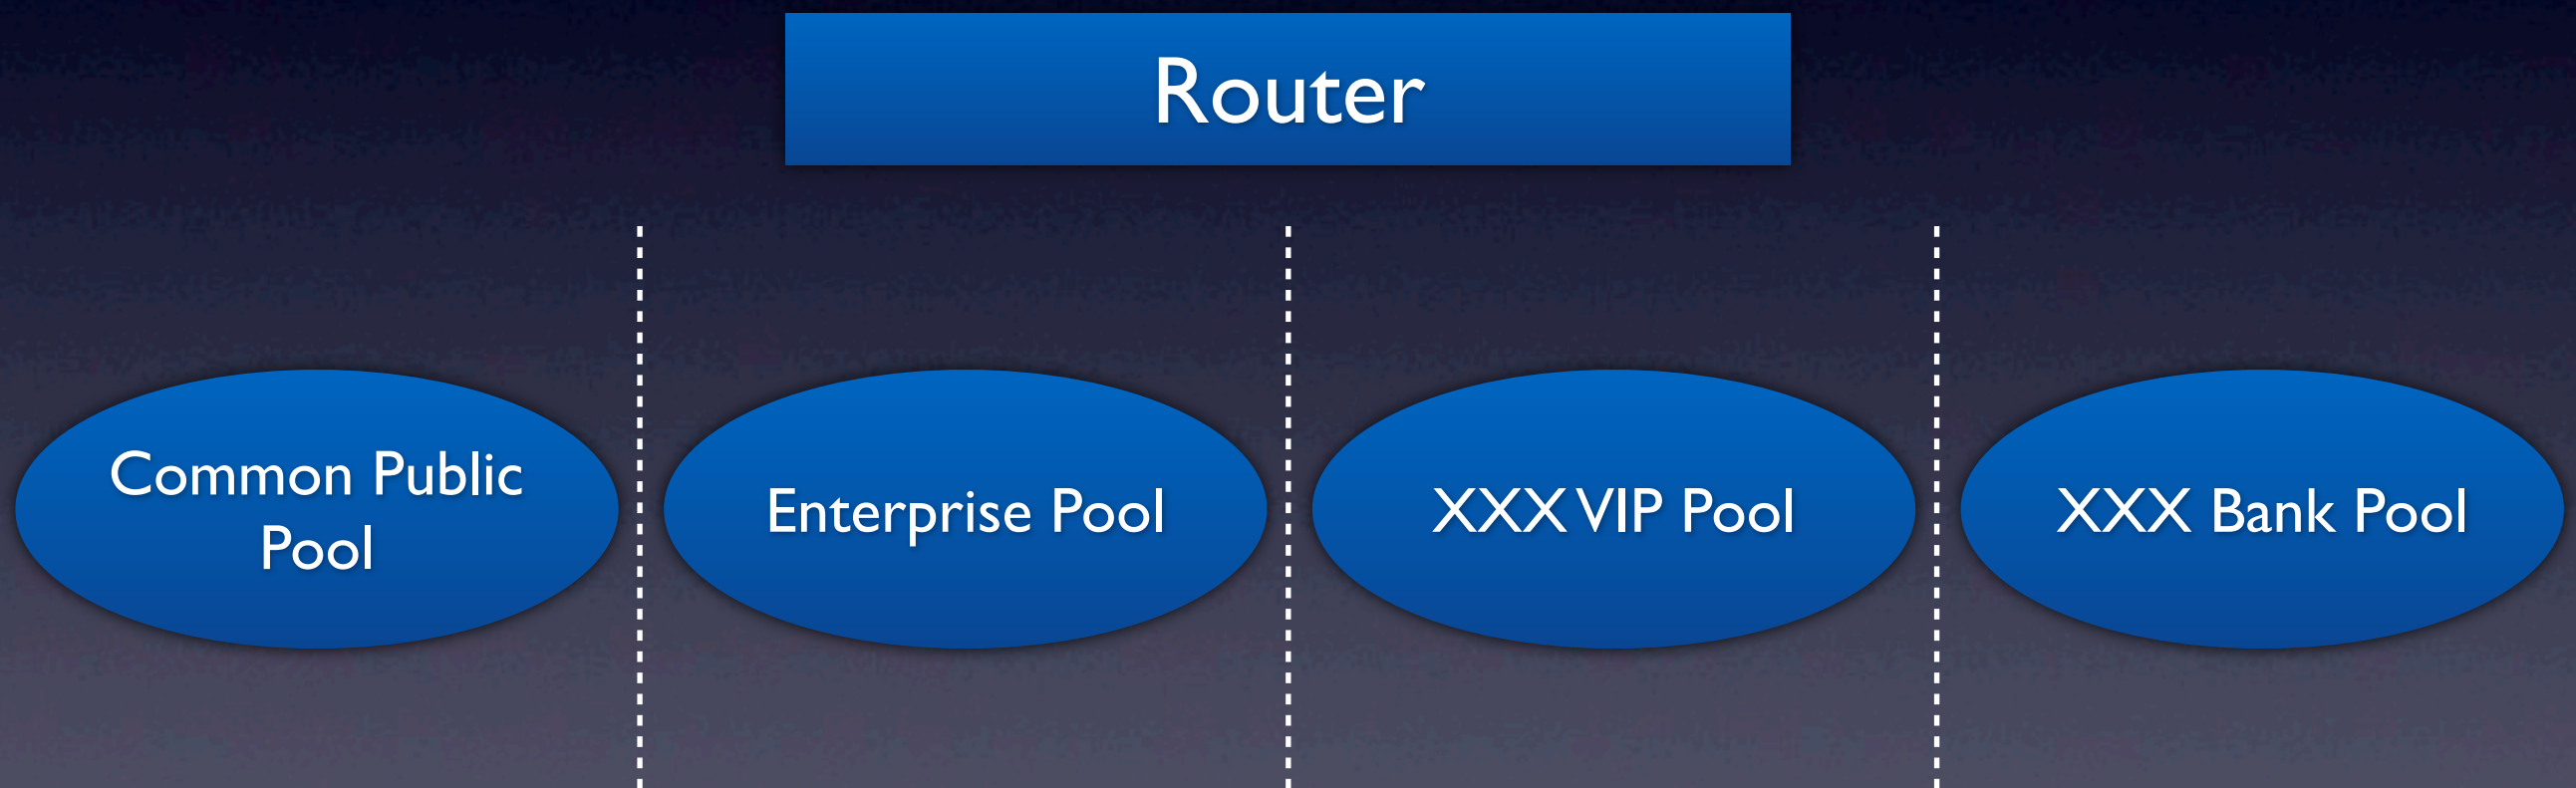 Router
Common Public
Pool
Enterprise Pool
XXX VIP Pool
XXX Bank Pool